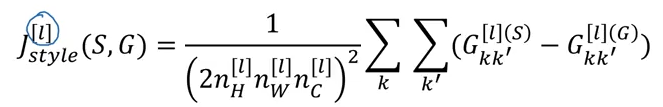 J_{style}^{[l]}(S, G) = \frac{1}{\left(2n_H^{[l]} n_W^{[l]} n_C^{[l]}\right)^2} \sum_k \sum_{k'} (G_{kk'}^{[l](S)} - G_{kk'}^{[l](G)})